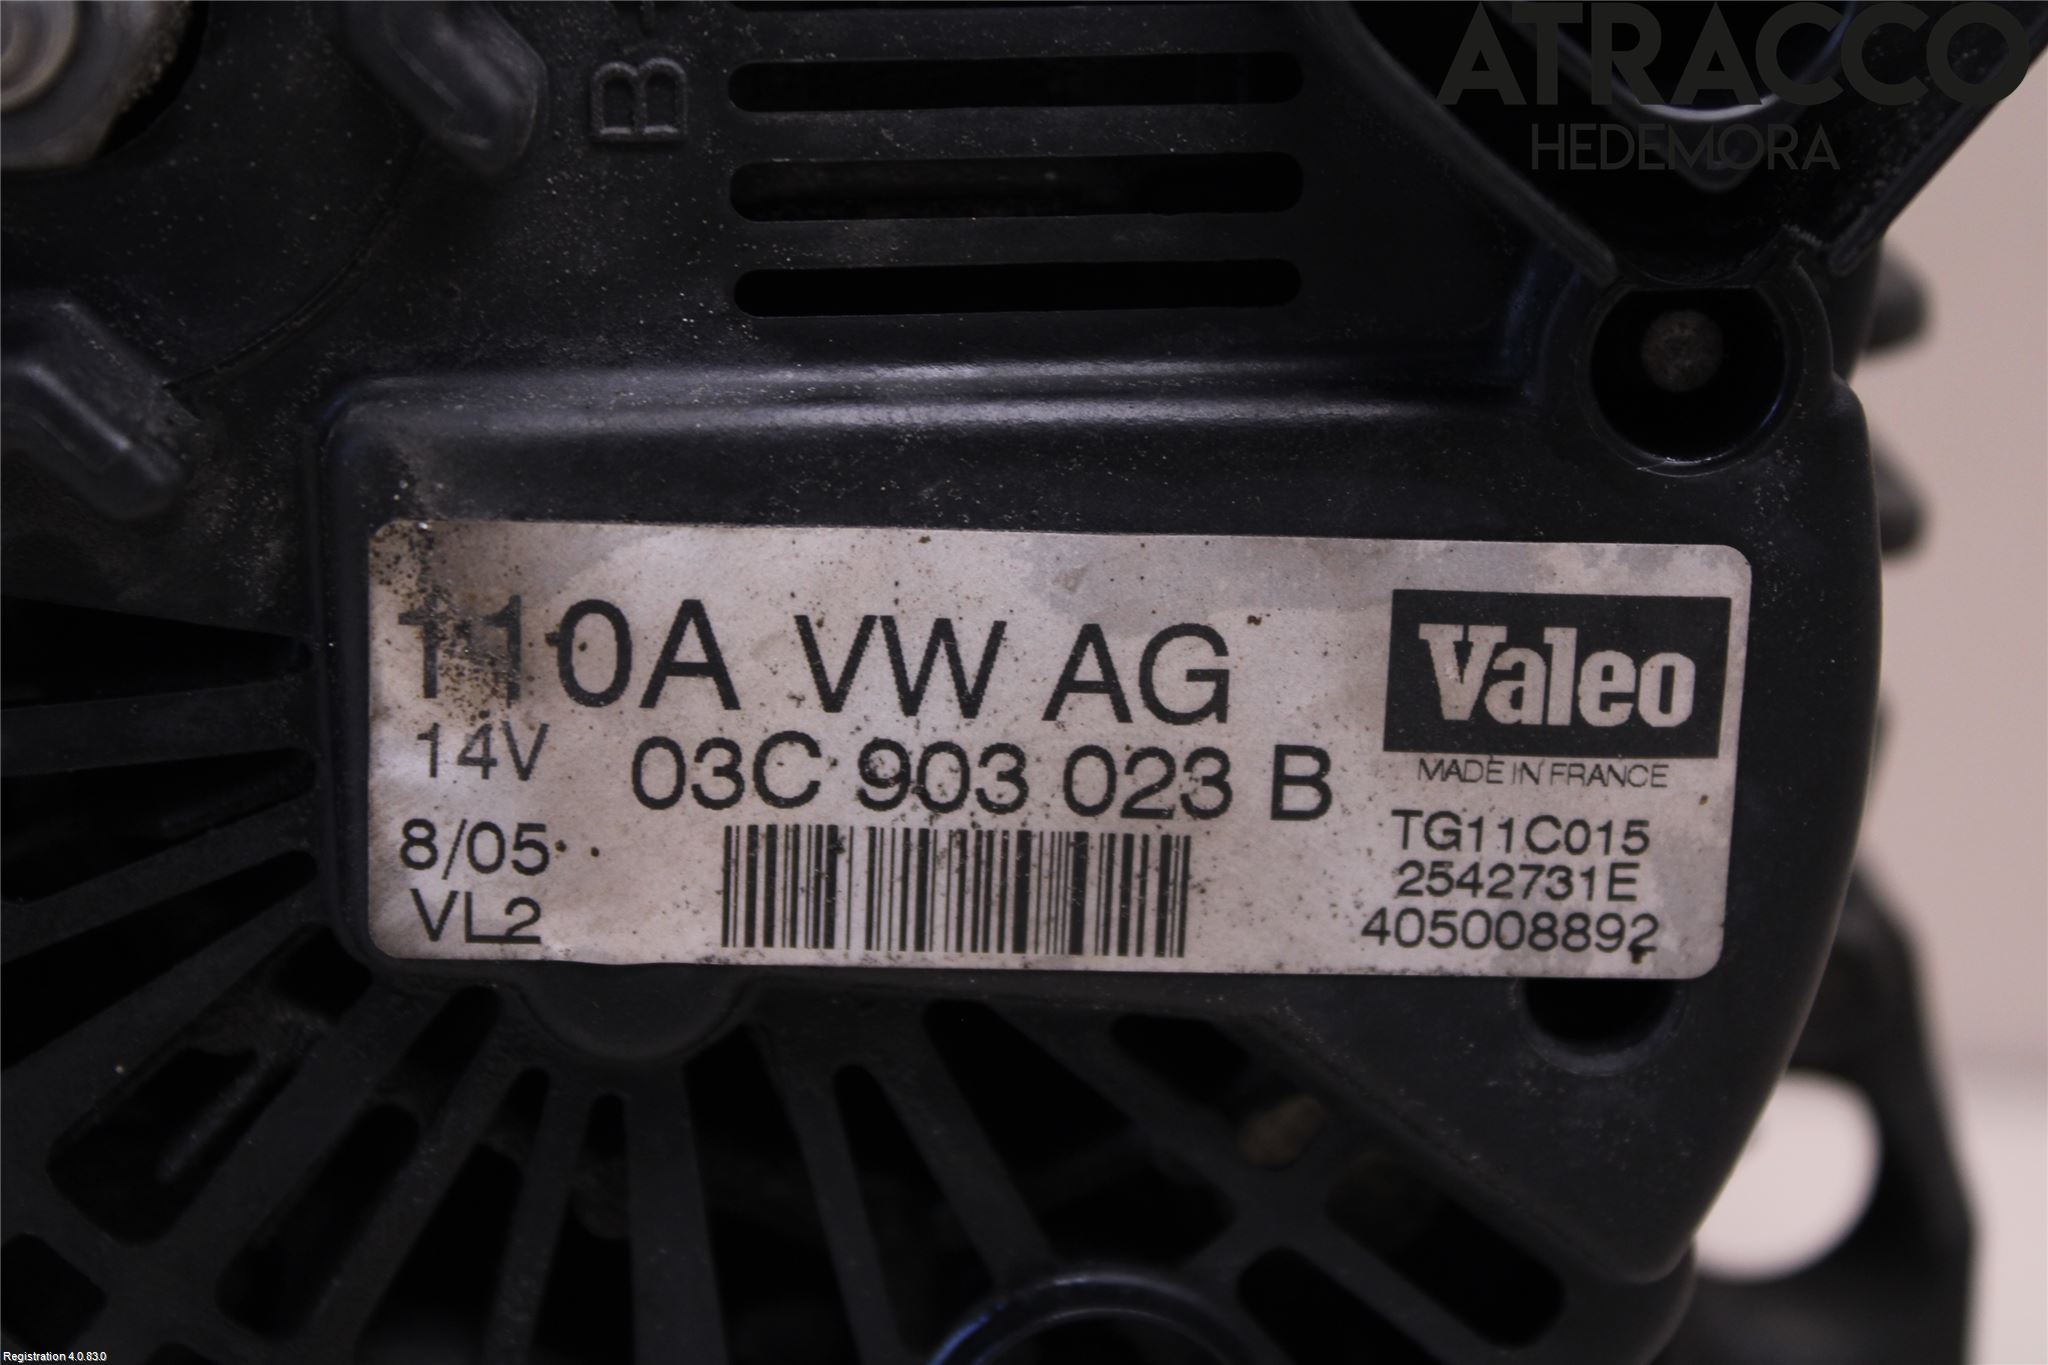 ATRACCO
HEDEMORA
B
110A VW AG
14V
03C 903 023 B
8/05
VL2
Valeo
MADE IN FRANCE
TG11C015
2542731E
405008892
Registration 4.0.83.0